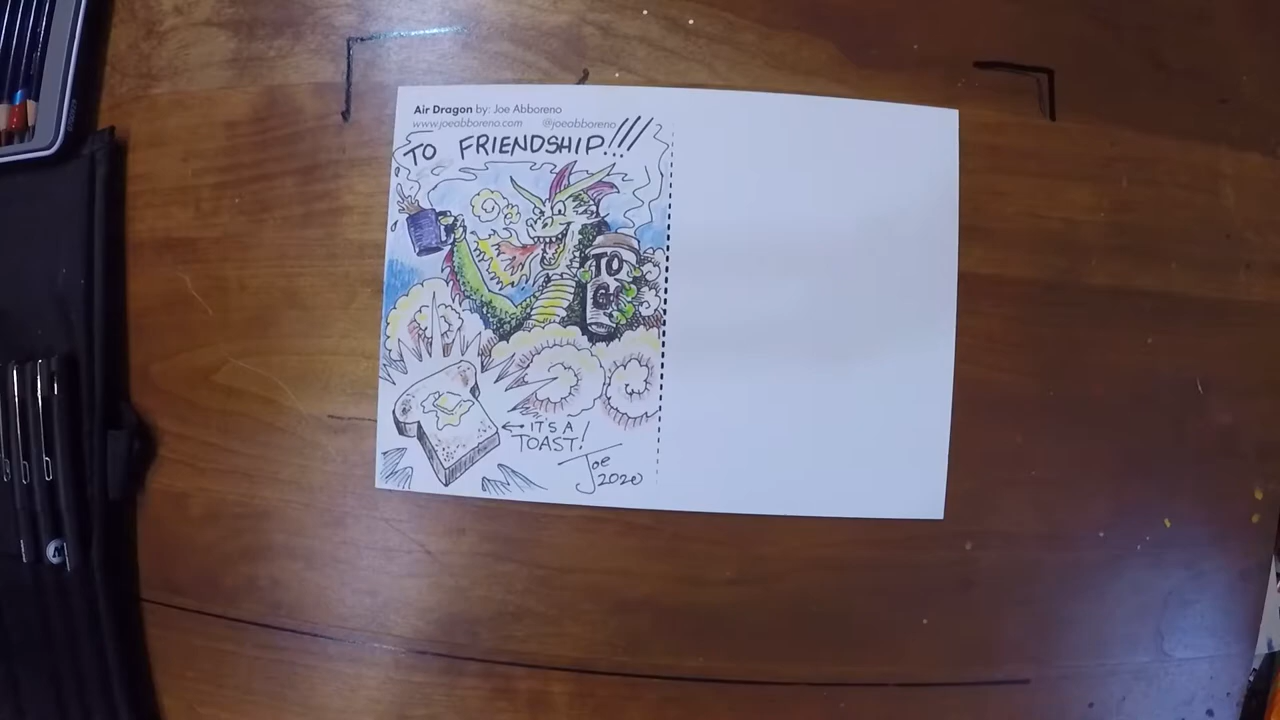 Air Dragon by: Joe Abboreno
www.joeabboreno.com @joeabboreno
TO FRIENDSHIP!!!
TO
GO
←IT'S A
TOAST!
Joe
2020